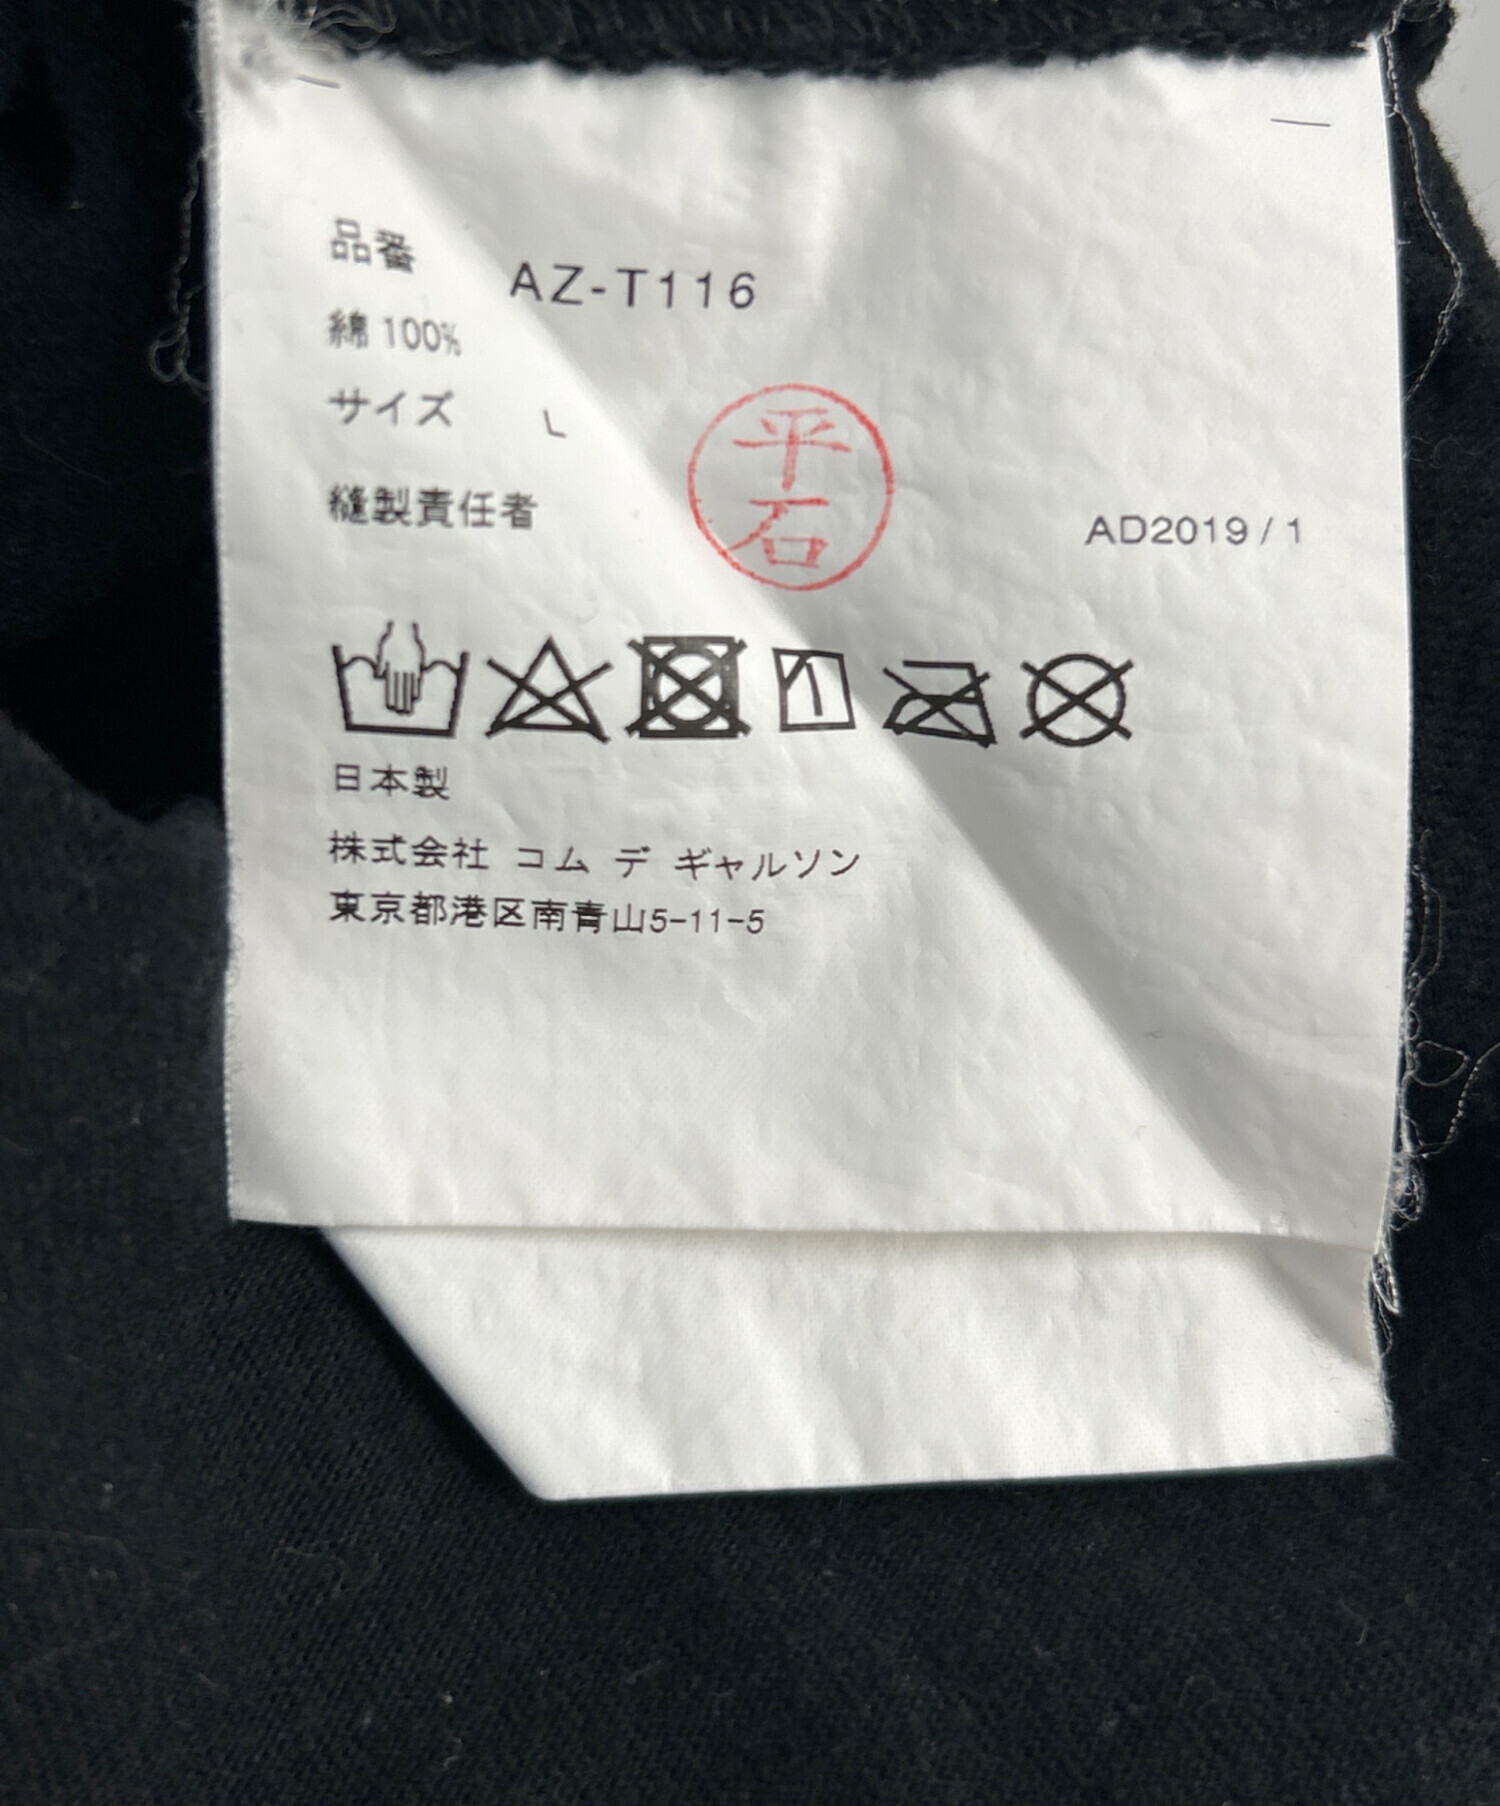 品番 AZ-T116
綿 100%
サイズ L
平石
縫製責任者 AD2019/1
日本製
株式会社 コム デ ギャルソン
東京都港区南青山5-11-5